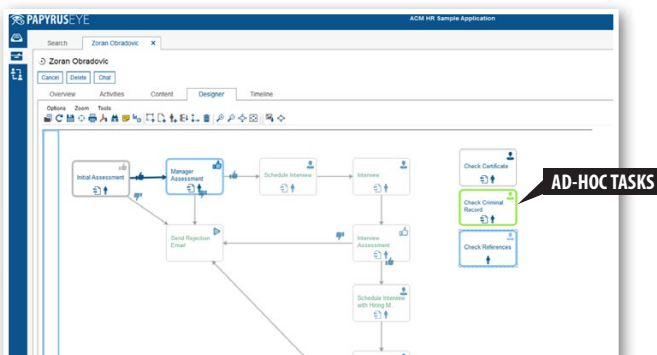 PAPYRUSEYE
ACM HR Sample Application
Search
Zoran Obradovic ×
Zoran Obradovic
Cancel Delete Chat
Overview Activities Content Designer Timeline
Options Zoom Tools
Initial Assessment
Manager
Assessment
Schedule Interview
Interview
Check Certificate
Check Criminal
Record
AD-HOC TASKS
Send Rejection
Email
Interview
Assessment
Check References
Schedule Interview
with Hiring M...